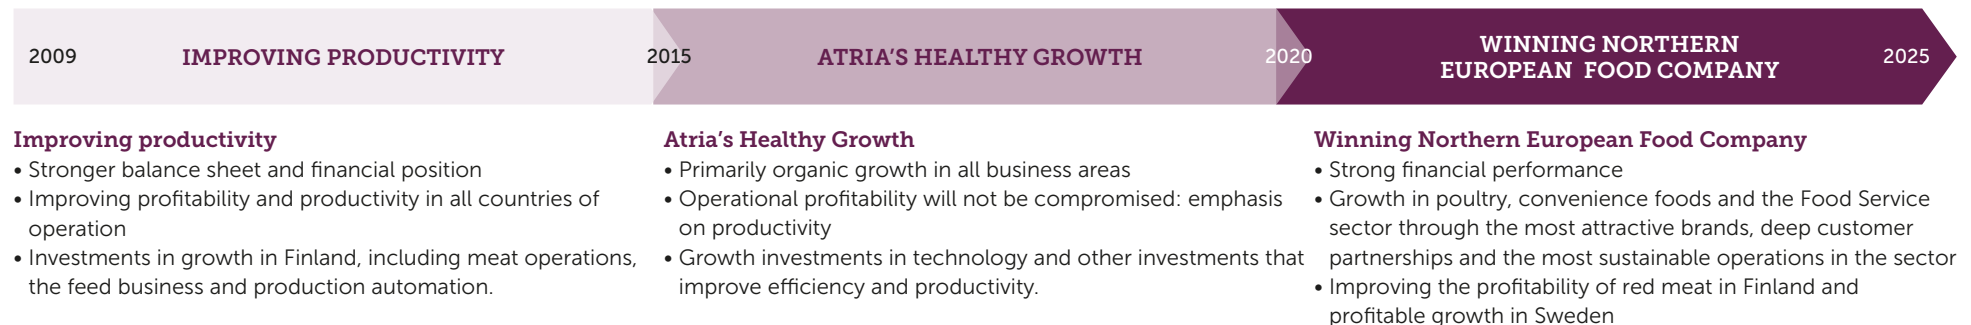 2009
IMPROVING PRODUCTIVITY
2015
ATRIA’S HEALTHY GROWTH
2020
WINNING NORTHERN
EUROPEAN FOOD COMPANY
2025
Improving productivity
• Stronger balance sheet and financial position
• Improving profitability and productivity in all countries of
operation
• Investments in growth in Finland, including meat operations,
the feed business and production automation.
Atria’s Healthy Growth
• Primarily organic growth in all business areas
• Operational profitability will not be compromised: emphasis
on productivity
• Growth investments in technology and other investments that
improve efficiency and productivity.
Winning Northern European Food Company
• Strong financial performance
• Growth in poultry, convenience foods and the Food Service
sector through the most attractive brands, deep customer
partnerships and the most sustainable operations in the sector
• Improving the profitability of red meat in Finland and
profitable growth in Sweden